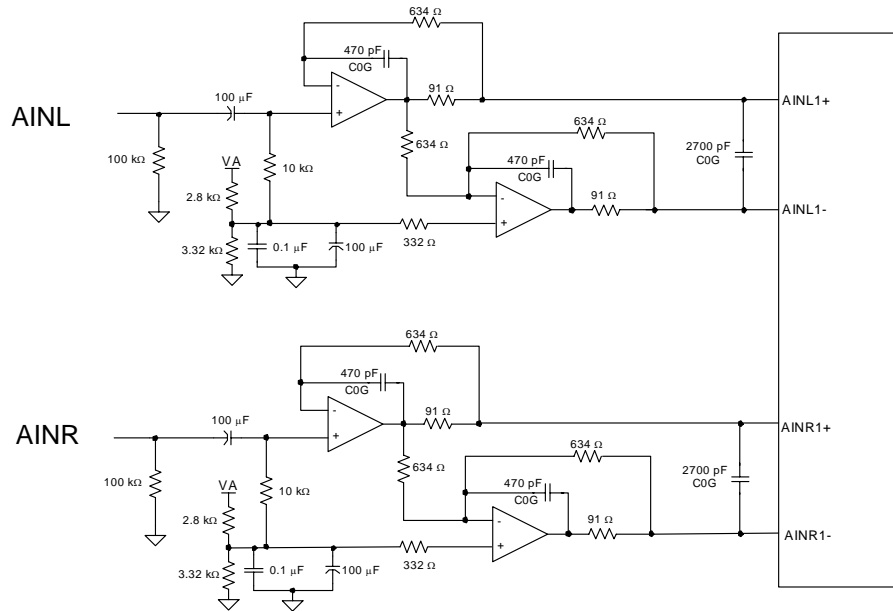 634 Ω
470 pF
C0G
100 µF
91 Ω
AINL
AINL1+
634 Ω
634 Ω
470 pF
C0G
2700 pF
C0G
100 kΩ
VA
10 kΩ
2.8 kΩ
91 Ω
AINL1-
3.32 kΩ
0.1 µF
100 µF
332 Ω
634 Ω
470 pF
C0G
100 µF
91 Ω
AINR
AINR1+
634 Ω
634 Ω
470 pF
C0G
2700 pF
C0G
100 kΩ
VA
10 kΩ
2.8 kΩ
91 Ω
AINR1-
3.32 kΩ
0.1 µF
100 µF
332 Ω